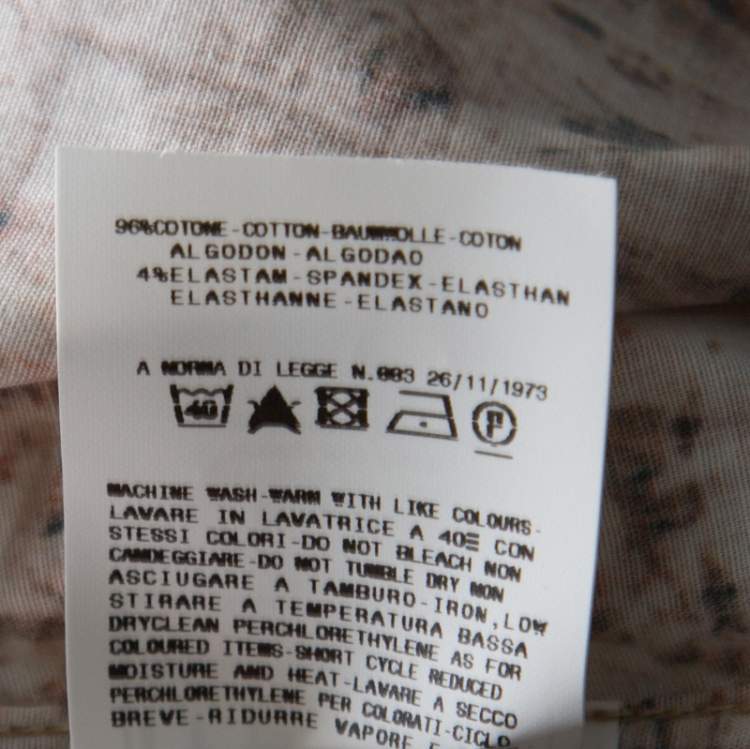 96%COTONE-COTTON-BAUMWOLLE-COTON
ALGODON-ALGODAO
4%ELASTAM-SPANDEX-ELASTHAN
ELASTHANNE-ELASTANO
A NORMA DI LEGGE N.883 26/11/1973
40 P
MACHINE WASH-WARM WITH LIKE COLOURS-
LAVARE IN LAVATRICE A 40 CON
STESSI COLORI-DO NOT BLEACH NON
CANDEGGIARE-DO NOT TUMBLE DRY NON
ASCIUGARE A TAMBURO-IRON,LOW
STIRARE A TEMPERATURA BASSA
DRYCLEAN PERCHLORETHYLENE AS FOR
COLOURED ITEMS-SHORT CYCLE REDUCED
MOISTURE AND HEAT-LAVARE A SECCO
PERCHLORETHYLENE PER COLORATI-CICLO
BREVE-RIDURRE VAPORE E